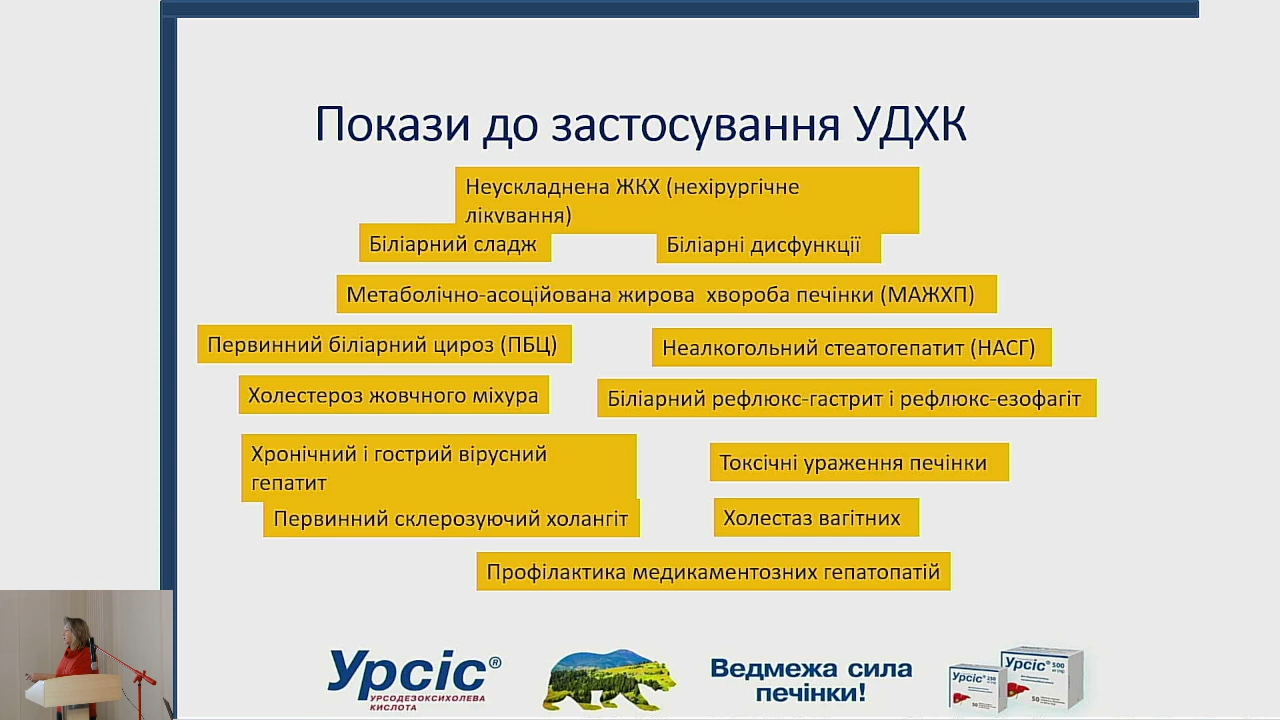 Покази до застосування УДХК
Неускладнена ЖКХ (нехірургічне
лікування)
Біліарний сладж
Біліарні дисфункції
Метаболічно-асоційована жирова хвороба печінки (МАЖХП)
Первинний біліарний цироз (ПБЦ)
Неалкогольний стеатогепатит (НАСГ)
Холестероз жовчного міхура
Біліарний рефлюкс-гастрит і рефлюкс-езофагіт
Хронічний і гострий вірусний
гепатит
Токсічні ураження печінки
Первинний склерозуючий холангіт
Холестаз вагітних
Профілактика медикаментозних гепатопатій
Урсіс®
УРСОДЕЗОКСИХОЛЕВА
КИСЛОТА
Ведмежа сила
печінки!
Урсіс® 250
50
Урсіс® 500
50